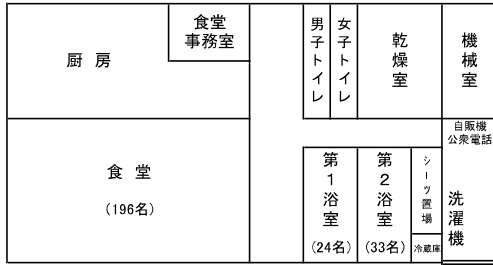 厨房
食堂
事務室
男子トイレ
女子トイレ
乾燥室
機械室
自販機
公衆電話
食堂
(196名)
第1浴室
(24名)
第2浴室
(33名)
シーツ置場
冷蔵庫
洗濯機